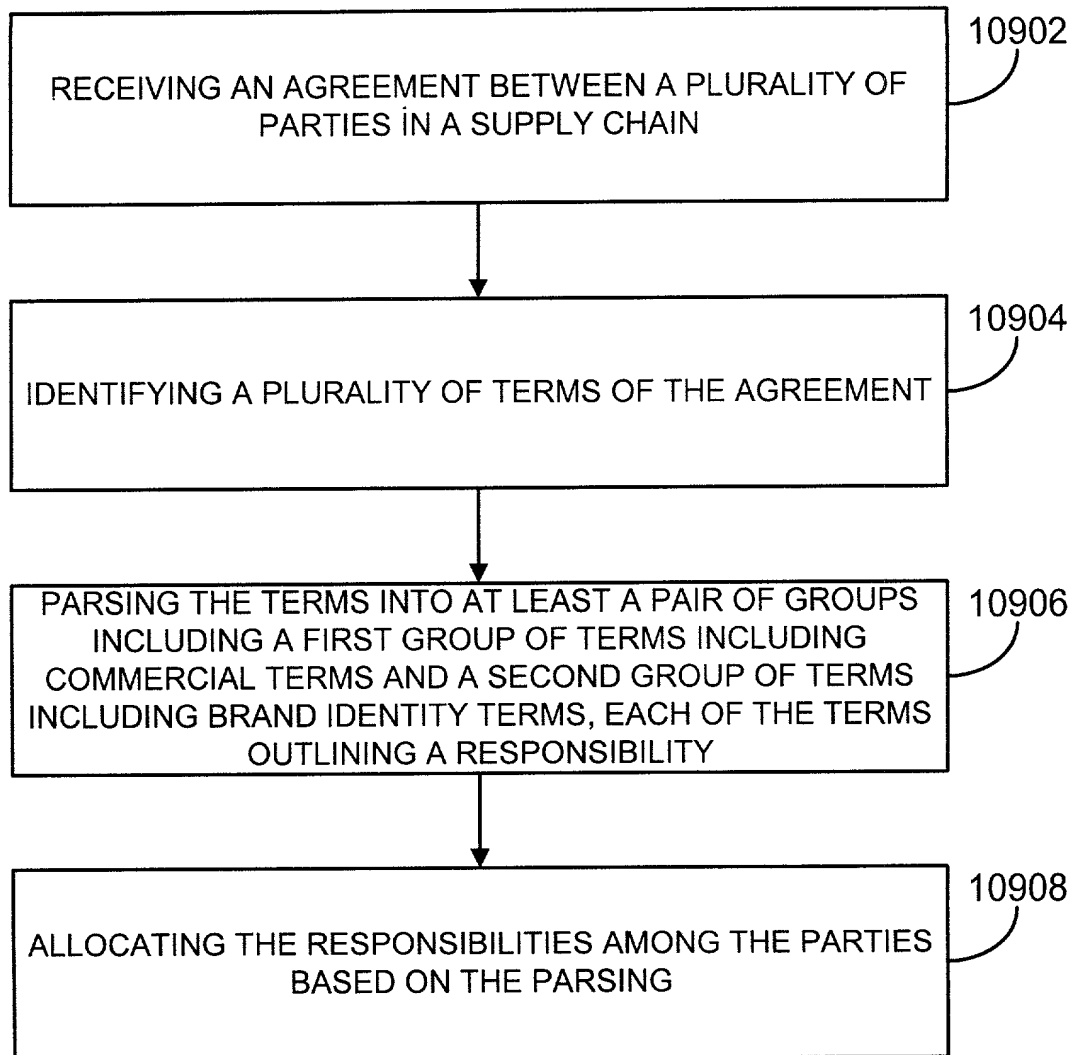 10902
RECEIVING AN AGREEMENT BETWEEN A PLURALITY OF
PARTIES IN A SUPPLY CHAIN
10904
IDENTIFYING A PLURALITY OF TERMS OF THE AGREEMENT
10906
PARSING THE TERMS INTO AT LEAST A PAIR OF GROUPS
INCLUDING A FIRST GROUP OF TERMS INCLUDING
COMMERCIAL TERMS AND A SECOND GROUP OF TERMS
INCLUDING BRAND IDENTITY TERMS, EACH OF THE TERMS
OUTLINING A RESPONSIBILITY
10908
ALLOCATING THE RESPONSIBILITIES AMONG THE PARTIES
BASED ON THE PARSING